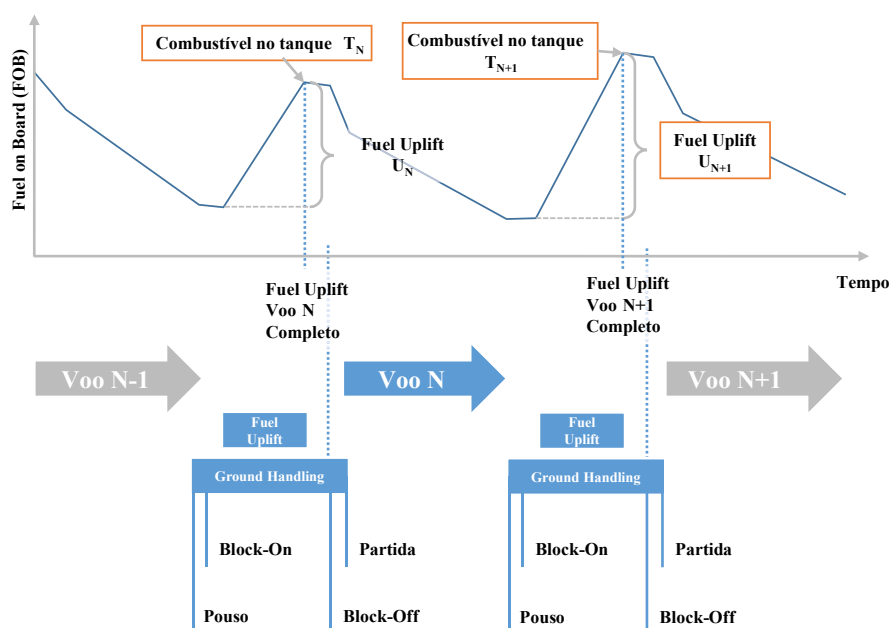 Fuel on Board (FOB)
Combustível no tanque T_N
Combustível no tanque
T_N+1
Fuel Uplift
U_N
Fuel Uplift
U_N+1
Tempo
Fuel Uplift
Voo N
Completo
Fuel Uplift
Voo N+1
Completo
Voo N-1
Voo N
Voo N+1
Fuel
Uplift
Fuel
Uplift
Ground Handling
Ground Handling
Block-On
Partida
Block-On
Partida
Pouso
Block-Off
Pouso
Block-Off